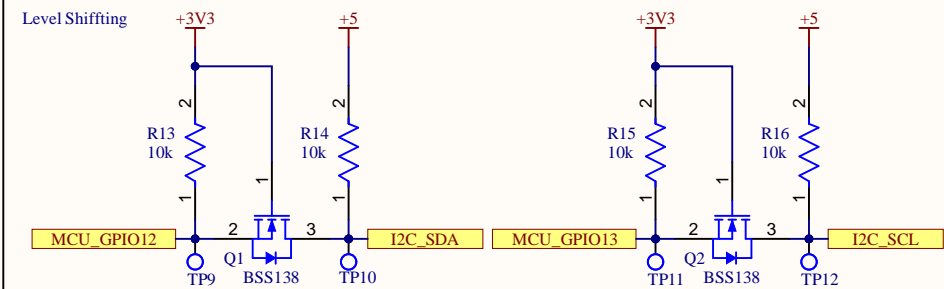 Level Shiffting
+3V3
+5
+3V3
+5
2
2
2
2
R13
10k
R14
10k
R15
10k
R16
10k
1
1
1
1
1
1
MCU_GPIO12
2
3
I2C_SDA
MCU_GPIO13
2
3
I2C_SCL
Q1
Q2
TP9
BSS138
TP10
TP11
BSS138
TP12